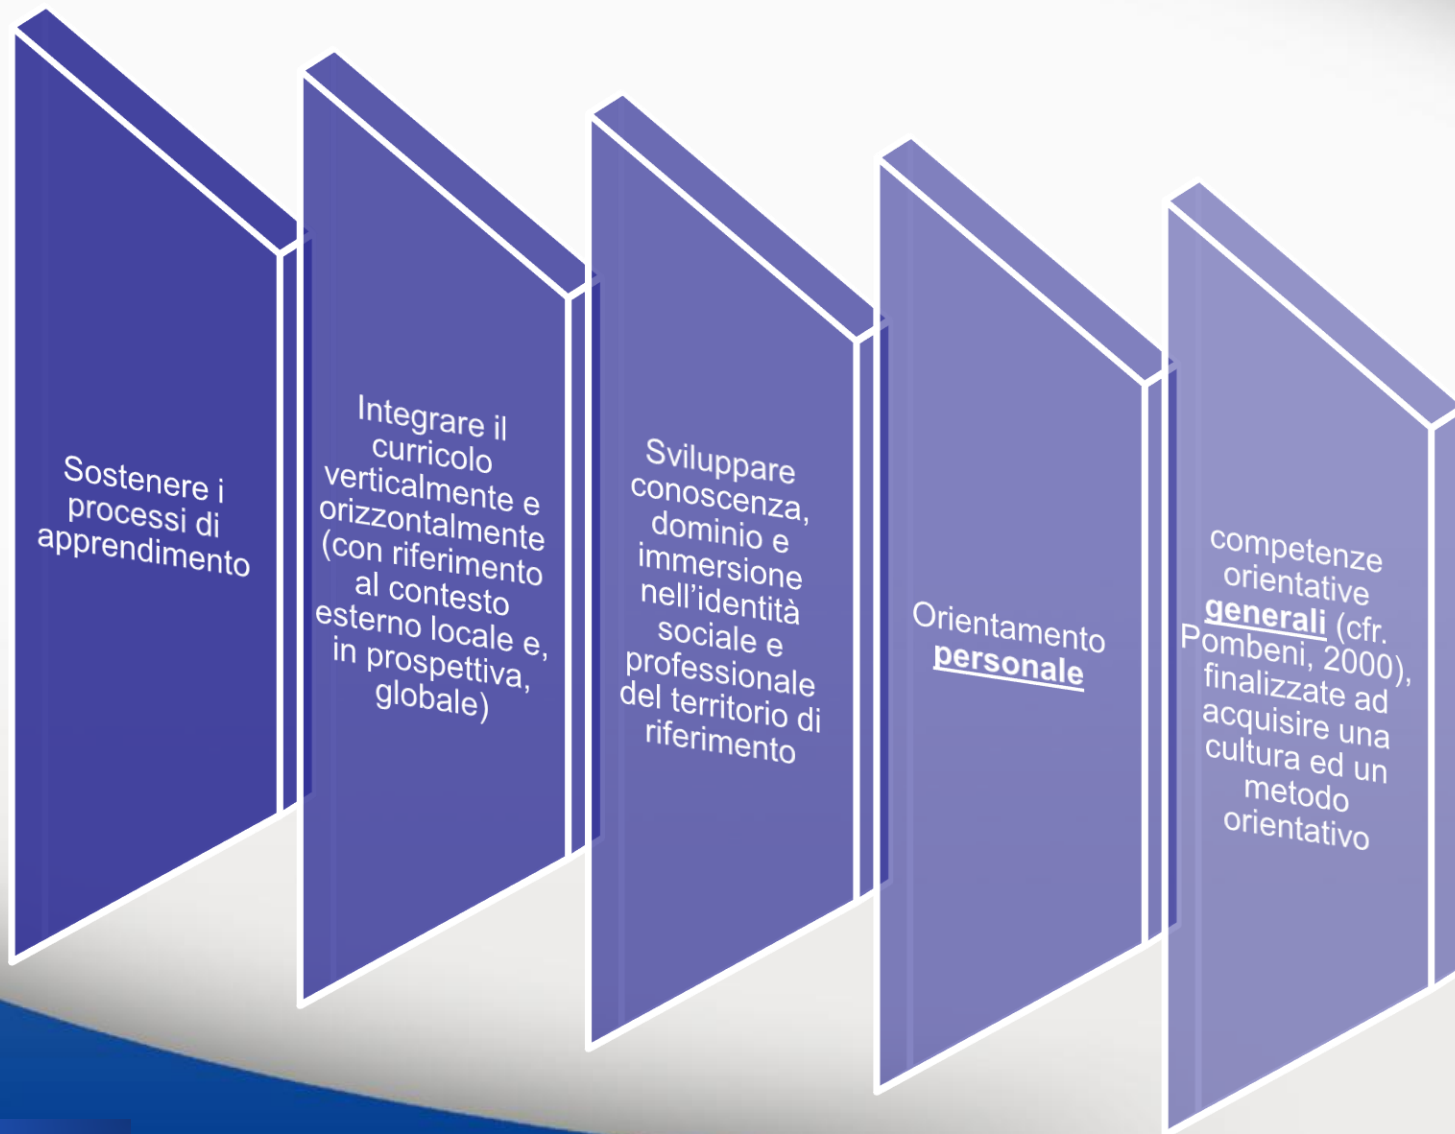 Sostenere i
processi di
apprendimento
Integrare il
curricolo
verticalmente e
orizzontalmente
(con riferimento
al contesto
esterno locale e,
in prospettiva,
globale)
Sviluppare
conoscenza,
dominio e
immersione
nell’identità
sociale e
professionale
del territorio di
riferimento
Orientamento
personale
competenze
orientative
generali (cfr.
Pombeni, 2000),
finalizzate ad
acquisire una
cultura ed un
metodo
orientativo